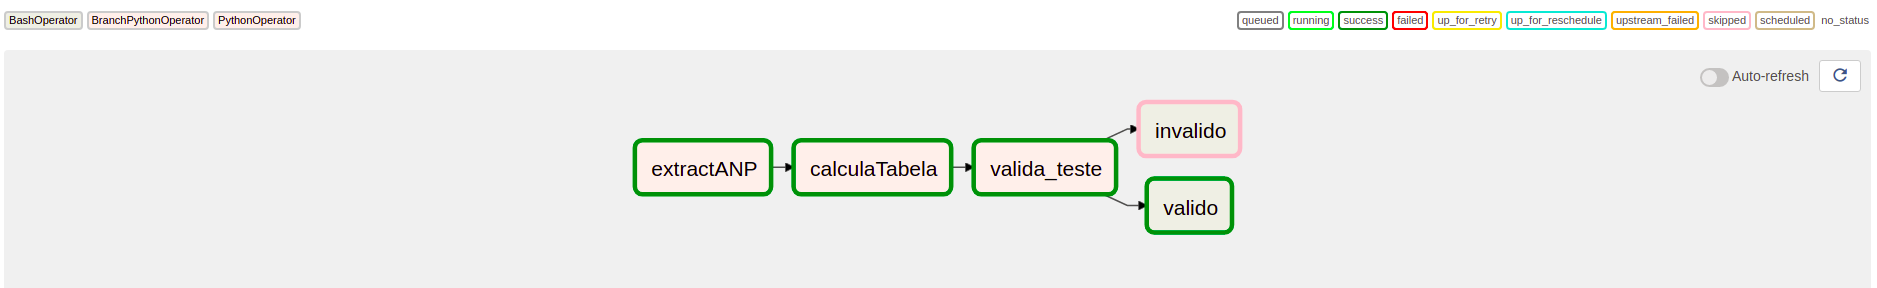 BashOperator BranchPythonOperator PythonOperator queued running success failed up_for_retry up_for_reschedule upstream_failed skipped scheduled no_status
Auto-refresh
invalido
extractANP calculaTabela valida_teste
valido